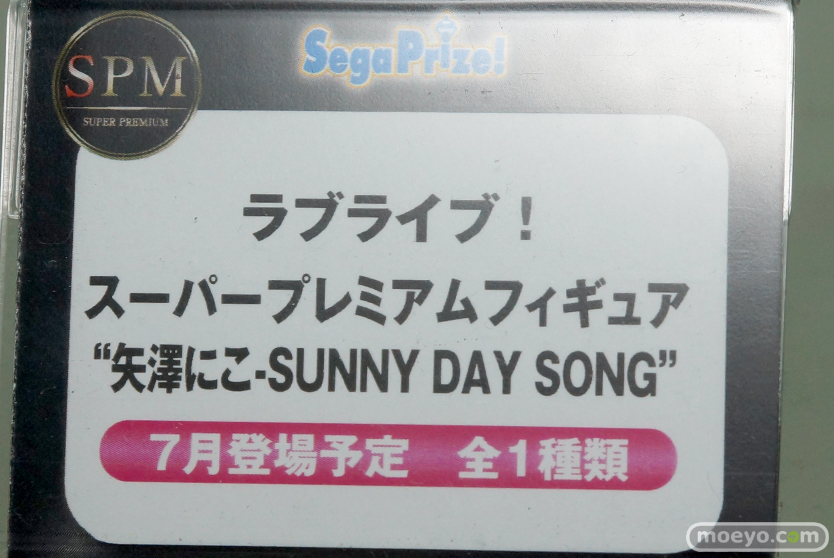 SPM
SUPER PREMIUM
Sega Prize!
ラブライブ!
スーパープレミアムフィギュア
“矢澤にこ-SUNNY DAY SONG”
7月登場予定 全1種類
moeyo.com